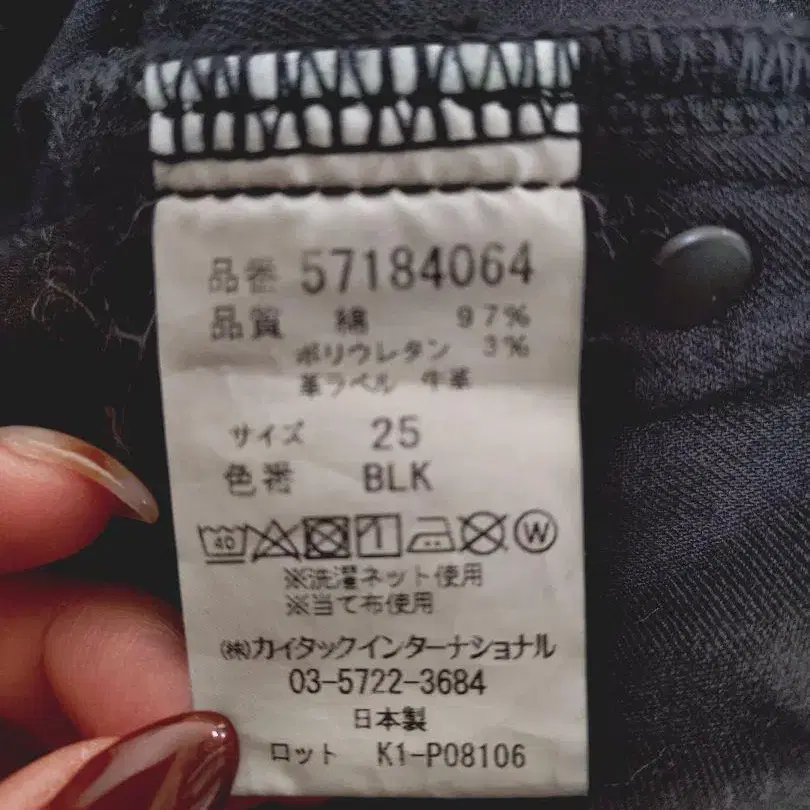 品番 57184064
品質 綿 97%
ポリウレタン 3%
革ラベル 牛革
サイズ 25
色番 BLK
40 W
※洗濯ネット使用
※当て布使用
(株)カイタックインターナショナル
03-5722-3684
日本製
ロット K1-P08106